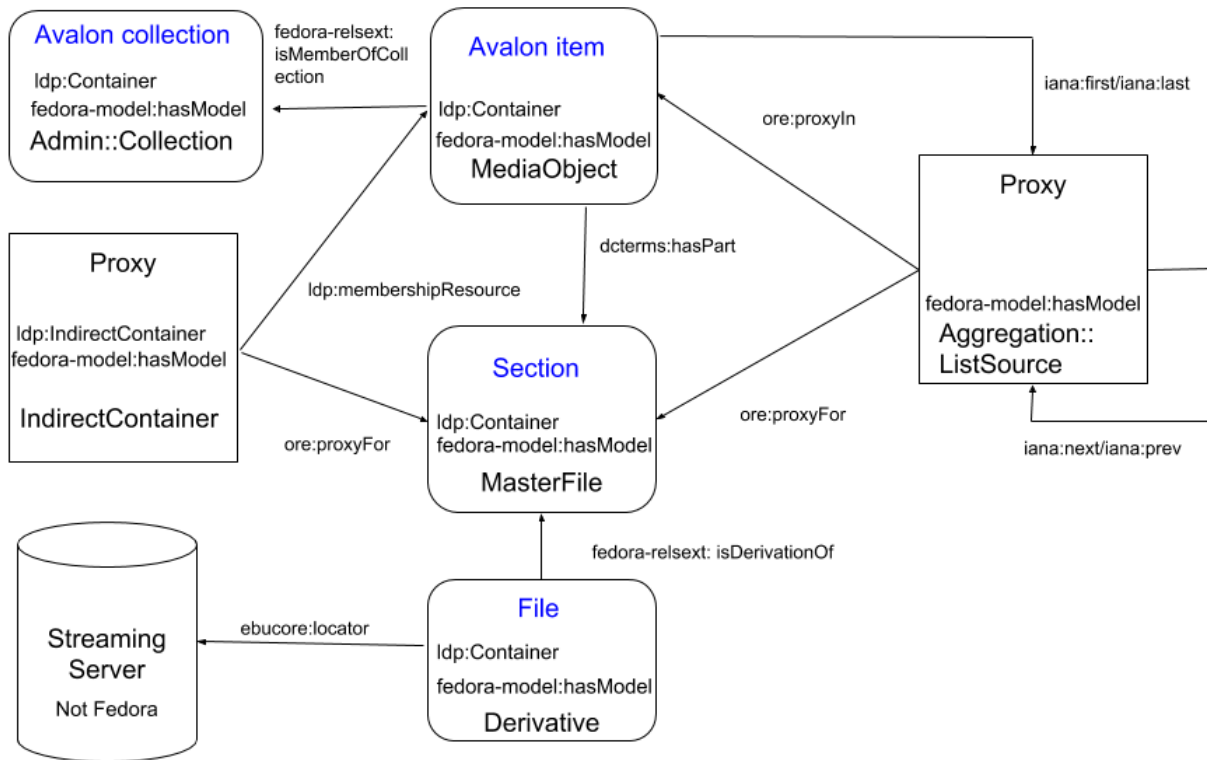 Avalon collection
ldp:Container
fedora-model:hasModel
Admin::Collection
fedora-relsext:
isMemberOfColl
ection
Avalon item
ldp:Container
fedora-model:hasModel
MediaObject
iana:first/iana:last
ore:proxyIn
Proxy
fedora-model:hasModel
Aggregation::
ListSource
Proxy
ldp:IndirectContainer
fedora-model:hasModel
IndirectContainer
ldp:membershipResource
dcterms:hasPart
Section
ldp:Container
fedora-model:hasModel
MasterFile
ore:proxyFor
ore:proxyFor
iana:next/iana:prev
fedora-relsext: isDerivationOf
File
ldp:Container
fedora-model:hasModel
Derivative
ebucore:locator
Streaming
Server
Not Fedora